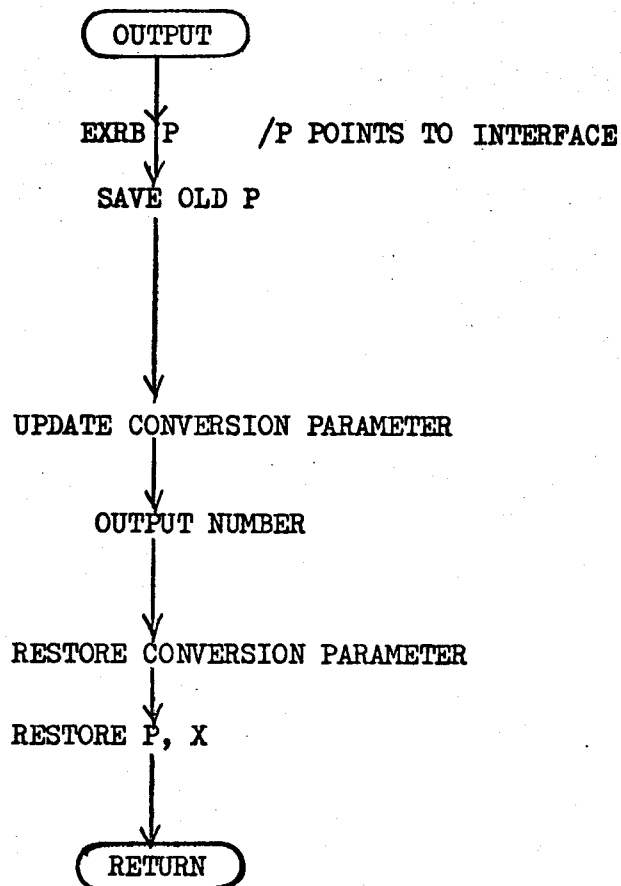 OUTPUT
EXRB P /P POINTS TO INTERFACE
SAVE OLD P
UPDATE CONVERSION PARAMETER
OUTPUT NUMBER
RESTORE CONVERSION PARAMETER
RESTORE P, X
RETURN